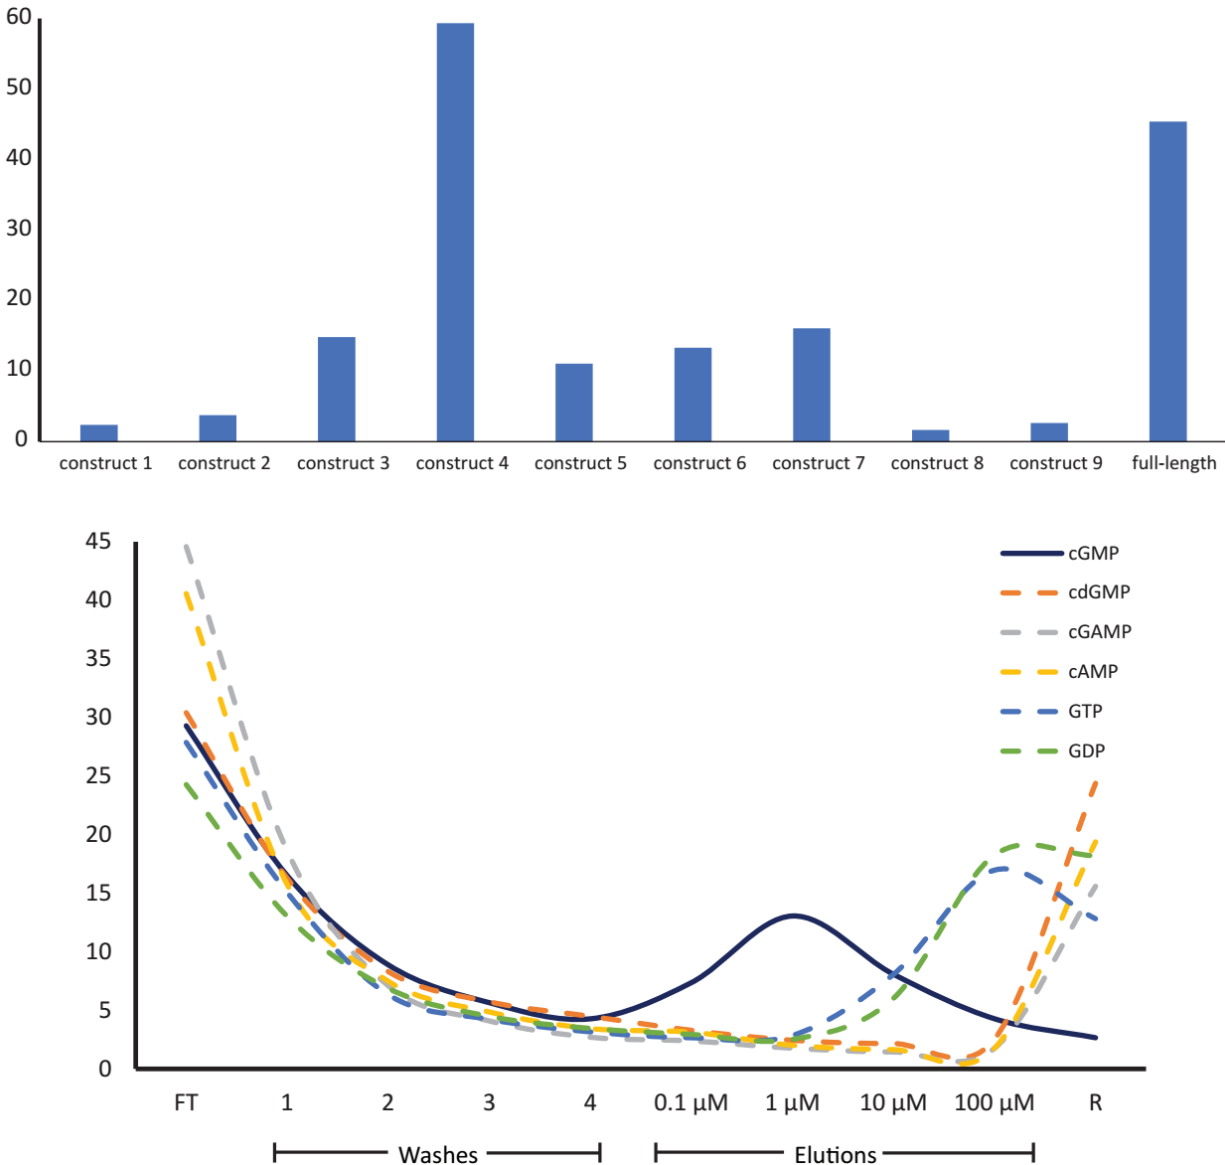 60
50
40
30
20
10
0
construct 1 construct 2 construct 3 construct 4 construct 5 construct 6 construct 7 construct 8 construct 9 full-length
45
40
35
30
25
20
15
10
5
0
cGMP
cdGMP
cGAMP
cAMP
GTP
GDP
FT 1 2 3 4 0.1 µM 1 µM 10 µM 100 µM R
Washes Elutions